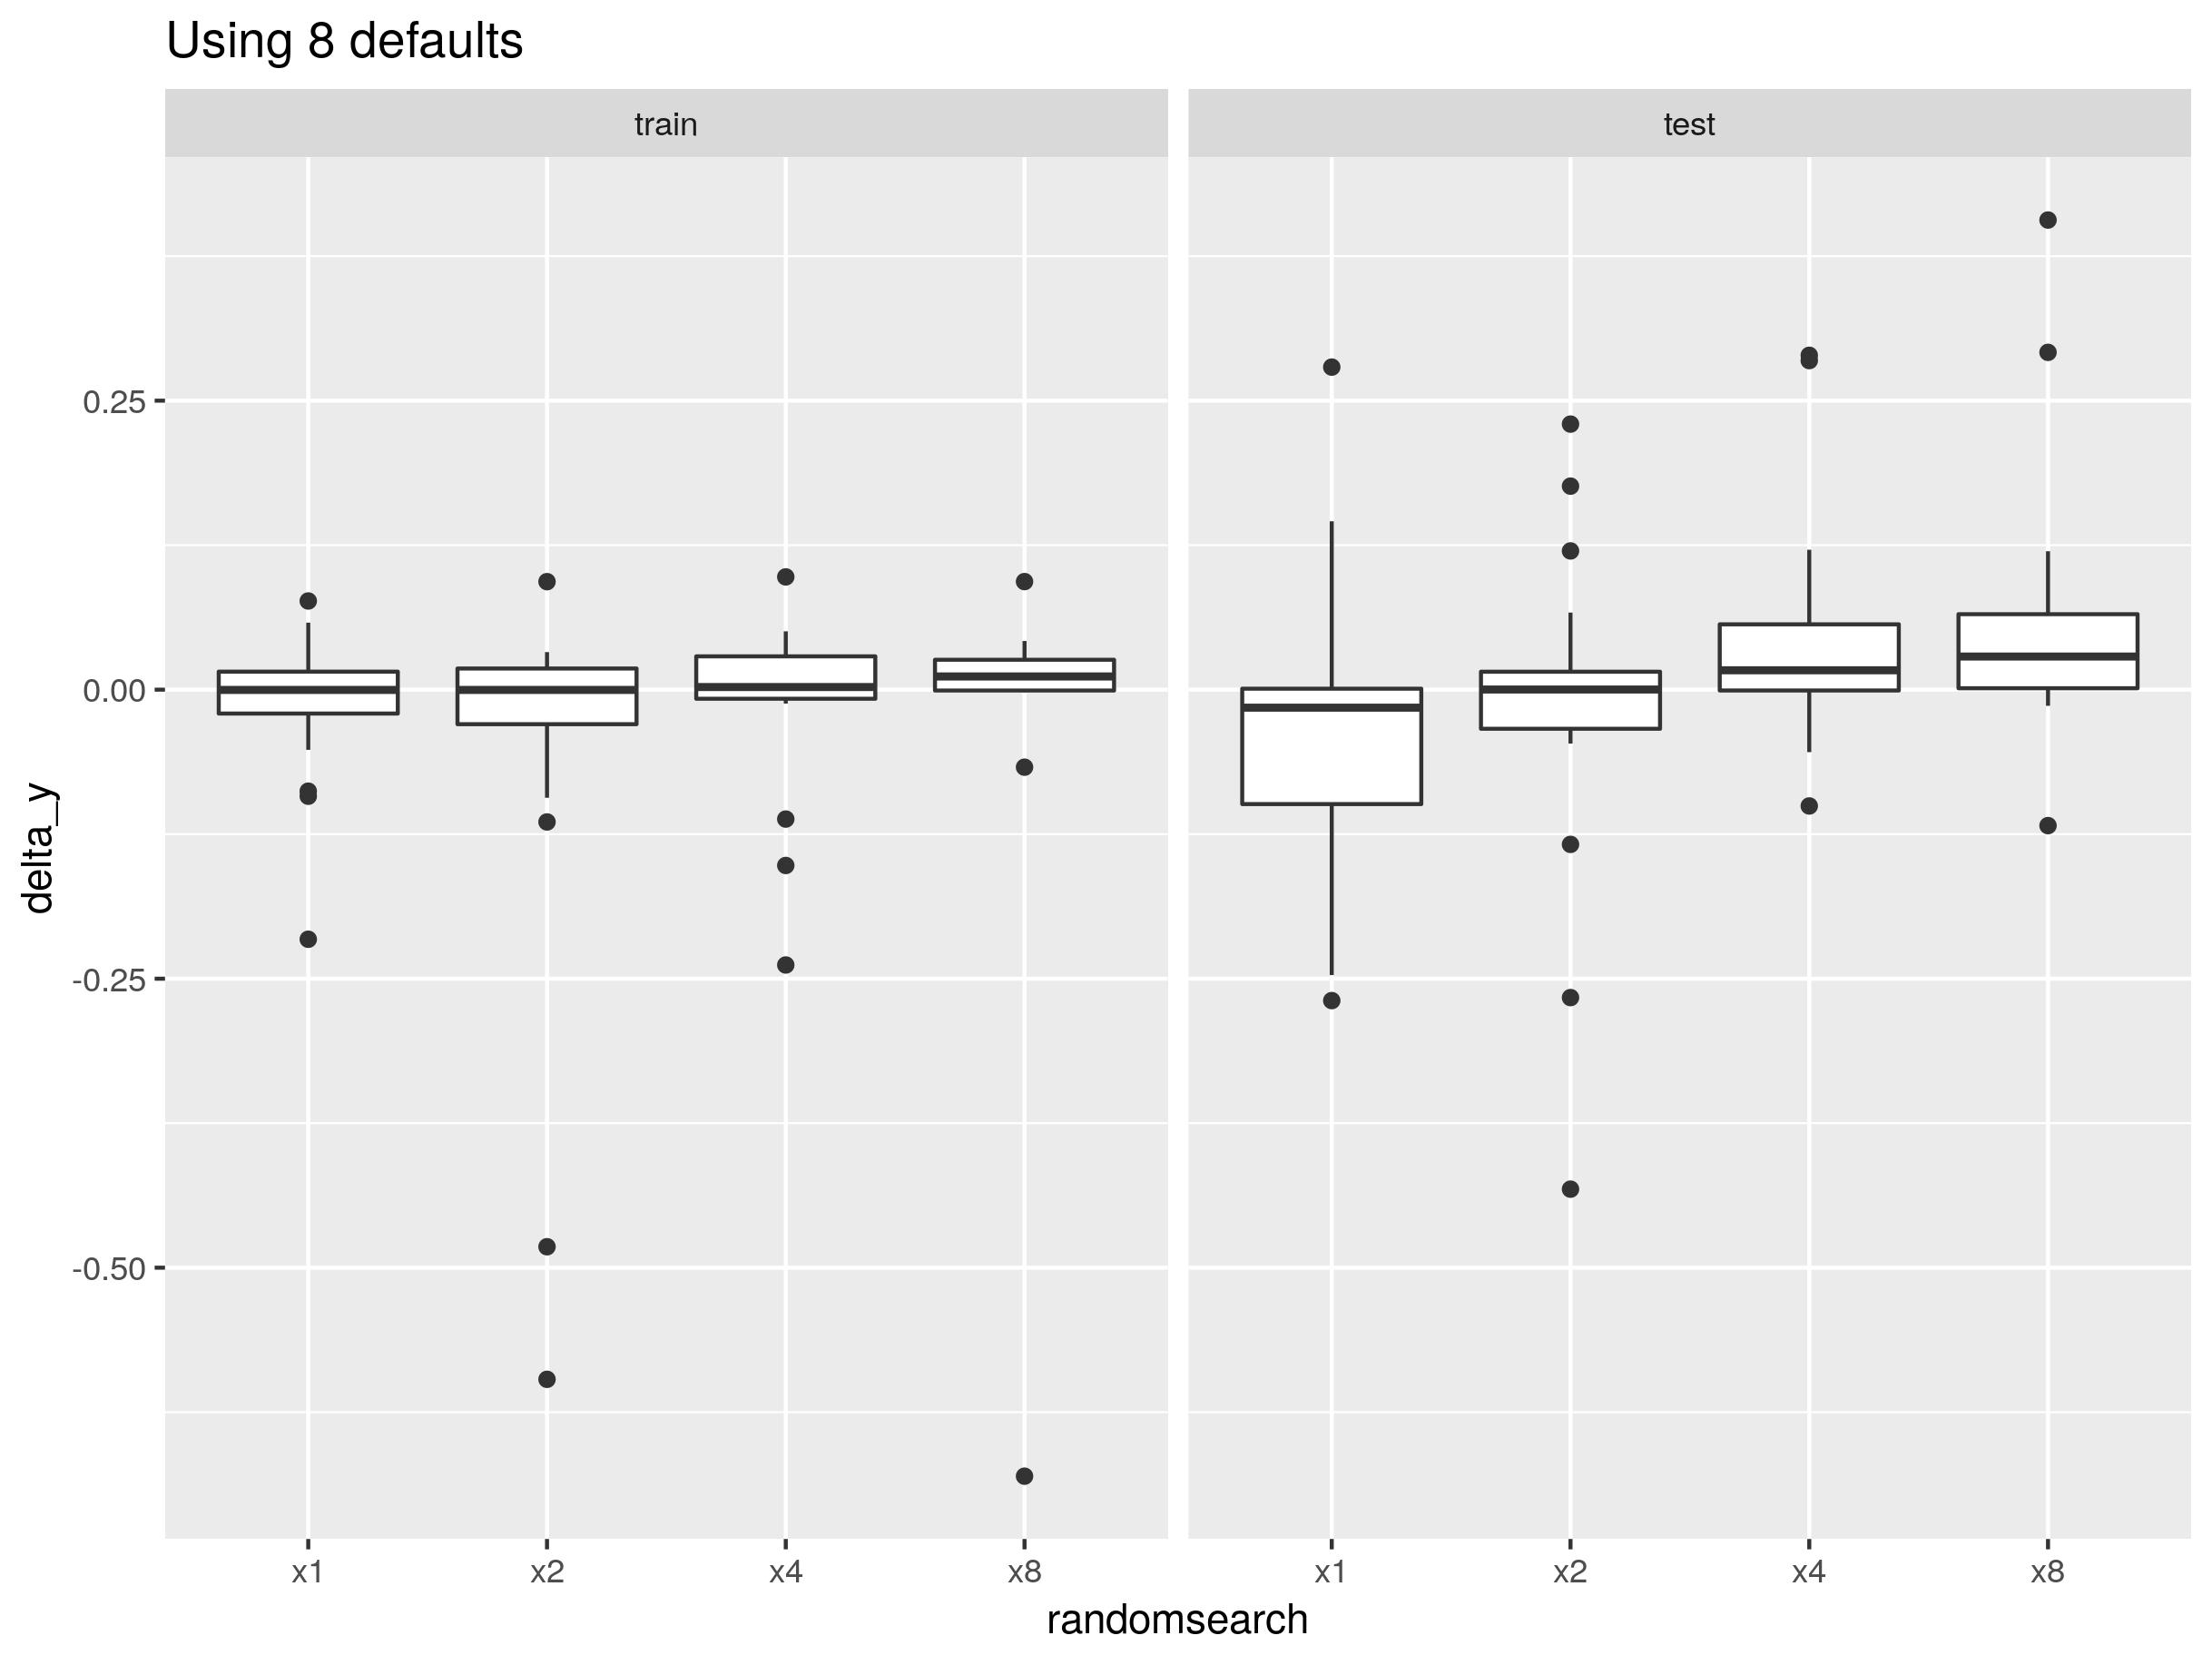 Using 8 defaults
train
test
0.25
0.00
-0.25
-0.50
delta_y
x1 x2 x4 x8
x1 x2 x4 x8
randomsearch